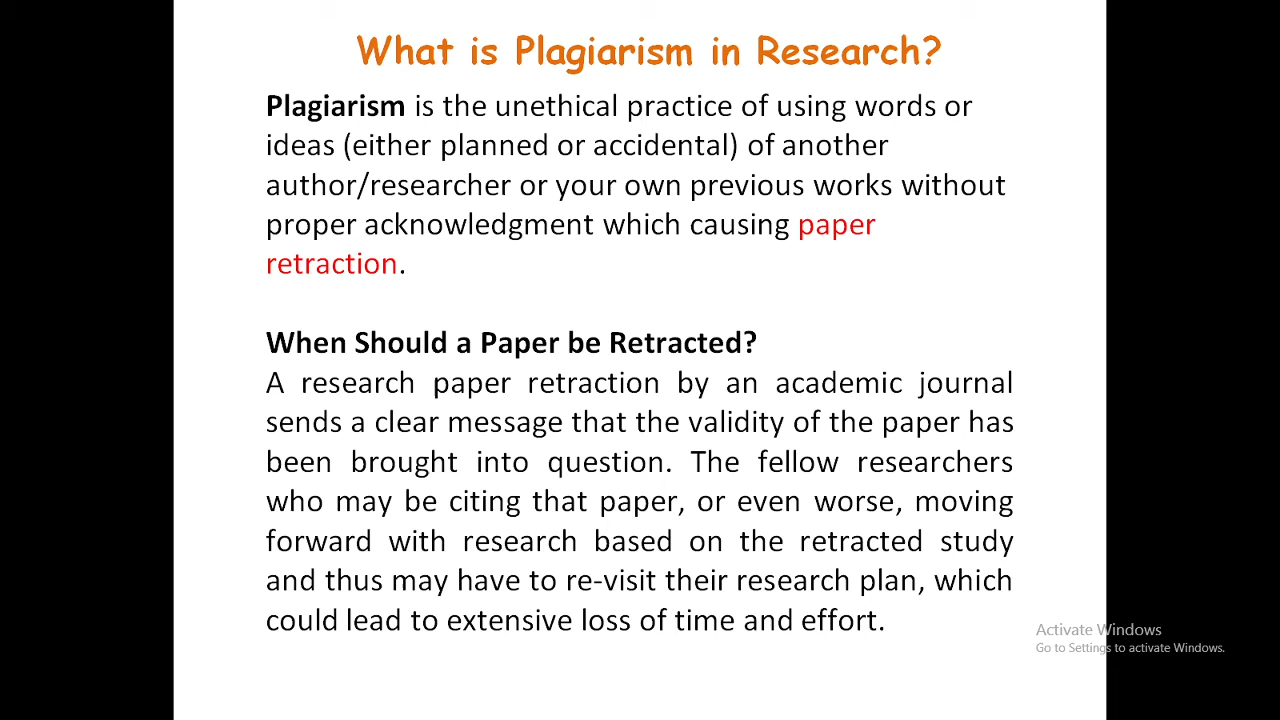 What is Plagiarism in Research?
Plagiarism is the unethical practice of using words or
ideas (either planned or accidental) of another
author/researcher or your own previous works without
proper acknowledgment which causing paper
retraction.
When Should a Paper be Retracted?
A research paper retraction by an academic journal
sends a clear message that the validity of the paper has
been brought into question. The fellow researchers
who may be citing that paper, or even worse, moving
forward with research based on the retracted study
and thus may have to re-visit their research plan, which
could lead to extensive loss of time and effort.
Activate Windows
Go to Settings to activate Windows.